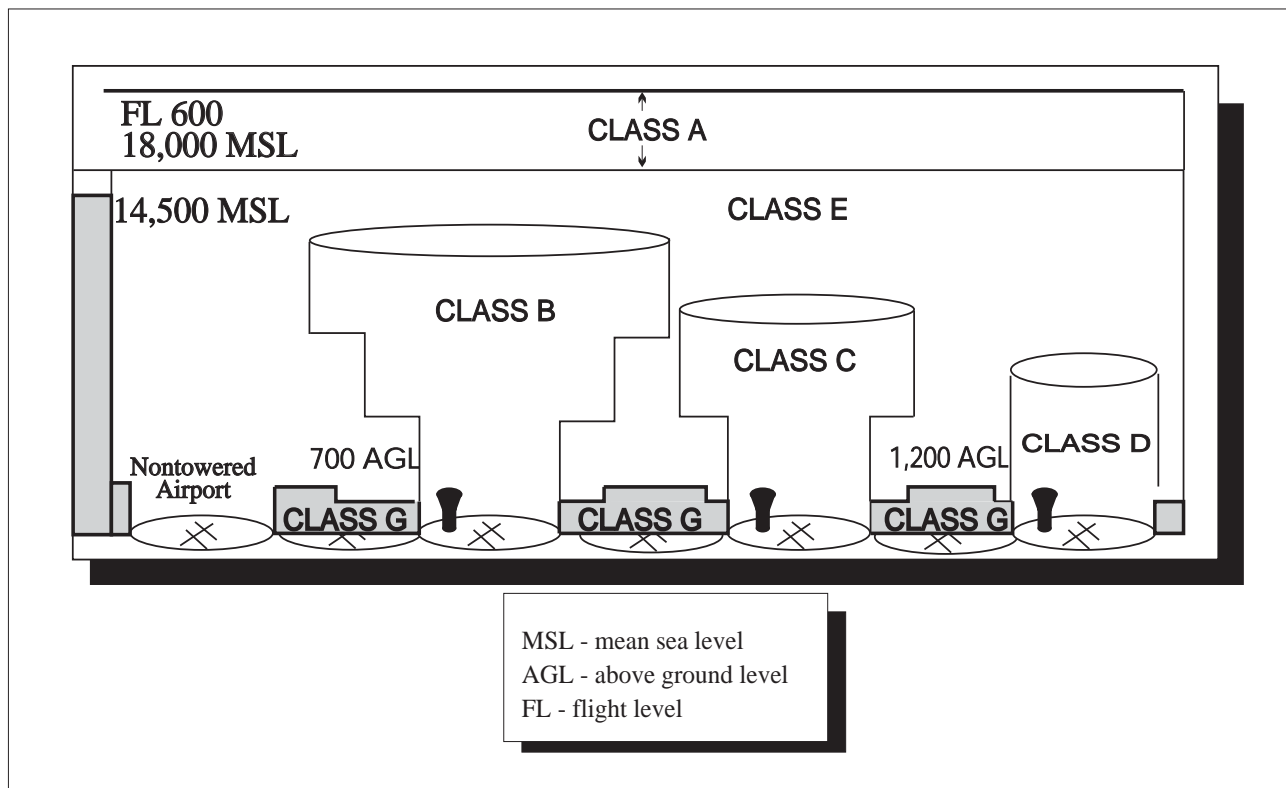 FL 600
18,000 MSL
CLASS A
14,500 MSL
CLASS E
CLASS B
CLASS C
CLASS D
700 AGL
1,200 AGL
Nontowered
Airport
CLASS G
CLASS G
CLASS G
MSL - mean sea level
AGL - above ground level
FL - flight level